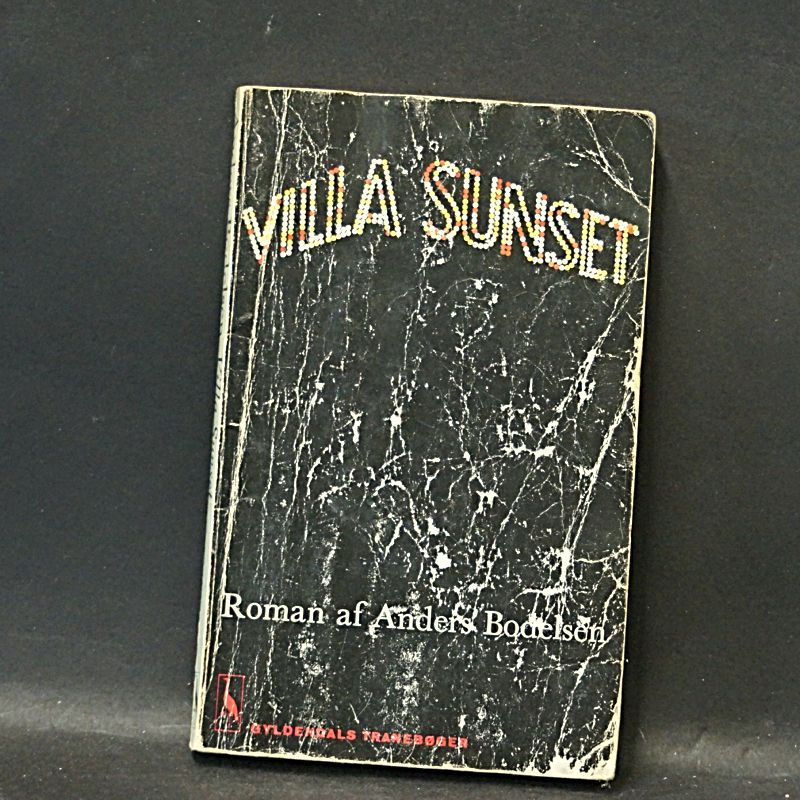 VILLA SUNSET
Roman af Anders Bodelsen
GYLDENDALS TRANEBØGER